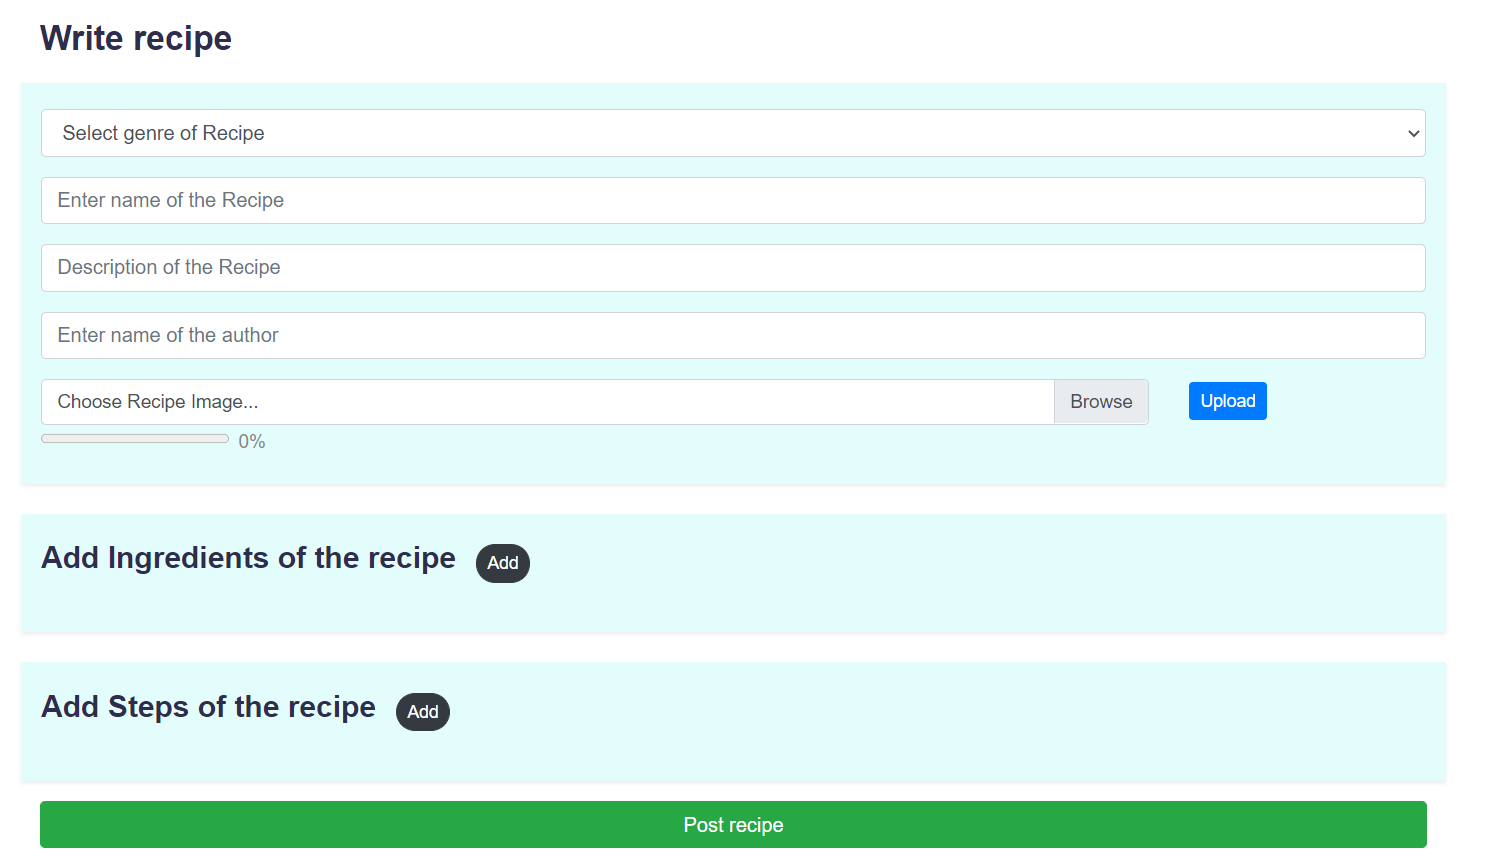 Write recipe
Select genre of Recipe
Enter name of the Recipe
Description of the Recipe
Enter name of the author
Choose Recipe Image... Browse Upload
0%
Add Ingredients of the recipe Add
Add Steps of the recipe Add
Post recipe